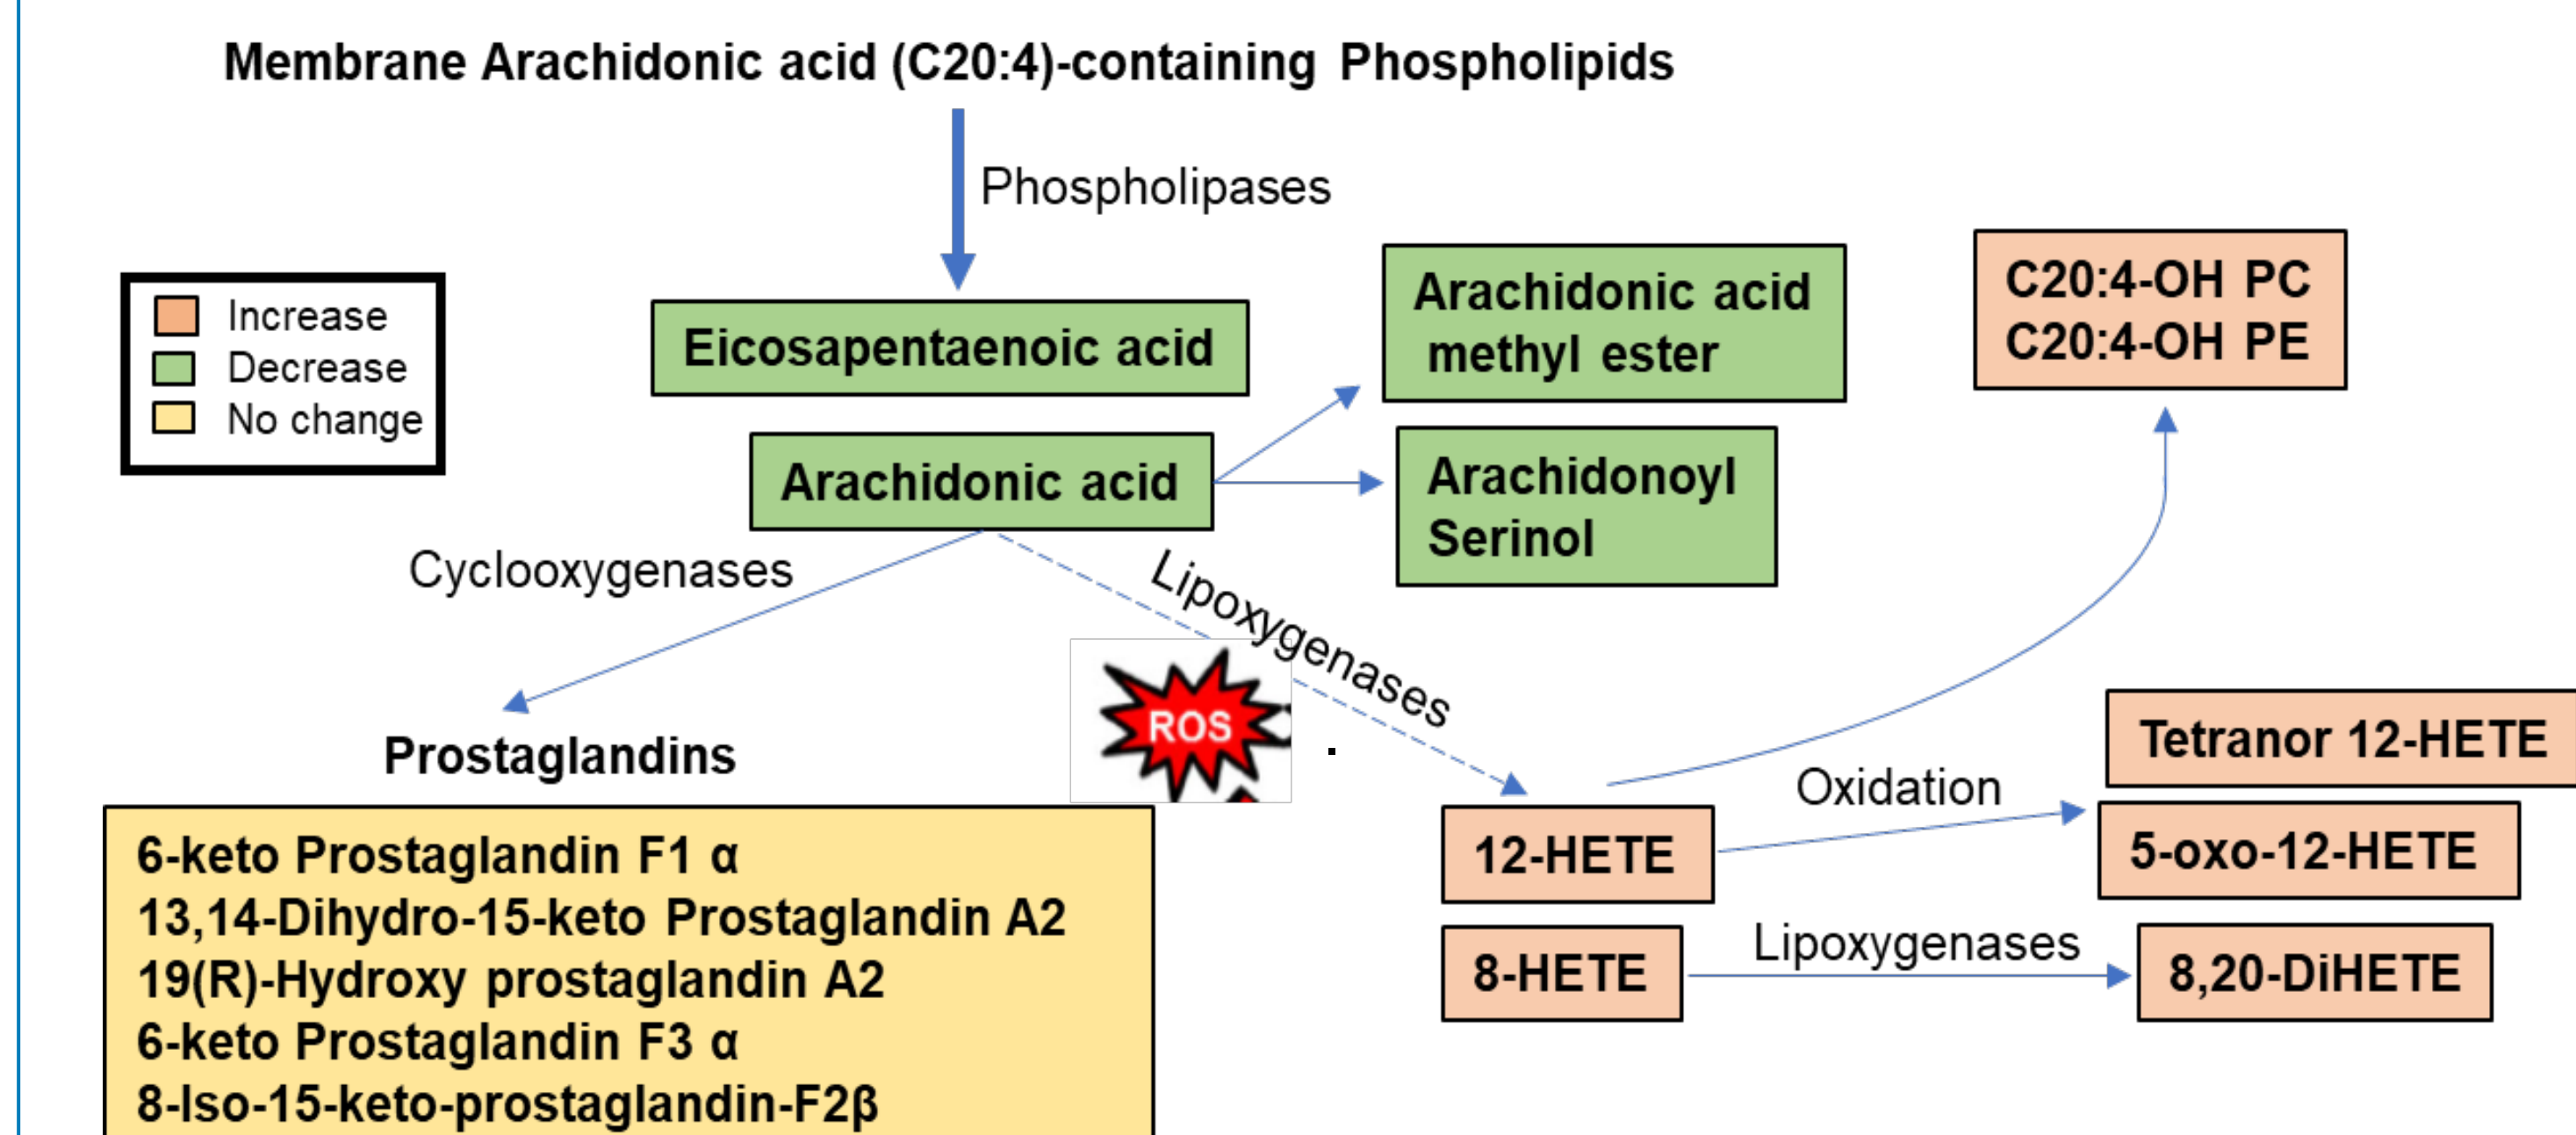 Membrane Arachidonic acid (C20:4)-containing Phospholipids
Phospholipases
Increase
Decrease
No change
Eicosapentaenoic acid
Arachidonic acid
methyl ester
C20:4-OH PC
C20:4-OH PE
Arachidonic acid
Arachidonoyl
Serinol
Cyclooxygenases
Lipoxygenases
ROS
.
Prostaglandins
6-keto Prostaglandin F1 α
13,14-Dihydro-15-keto Prostaglandin A2
19(R)-Hydroxy prostaglandin A2
6-keto Prostaglandin F3 α
8-Iso-15-keto-prostaglandin-F2β
12-HETE
Oxidation
Tetranor 12-HETE
5-oxo-12-HETE
8-HETE
Lipoxygenases
8,20-DiHETE